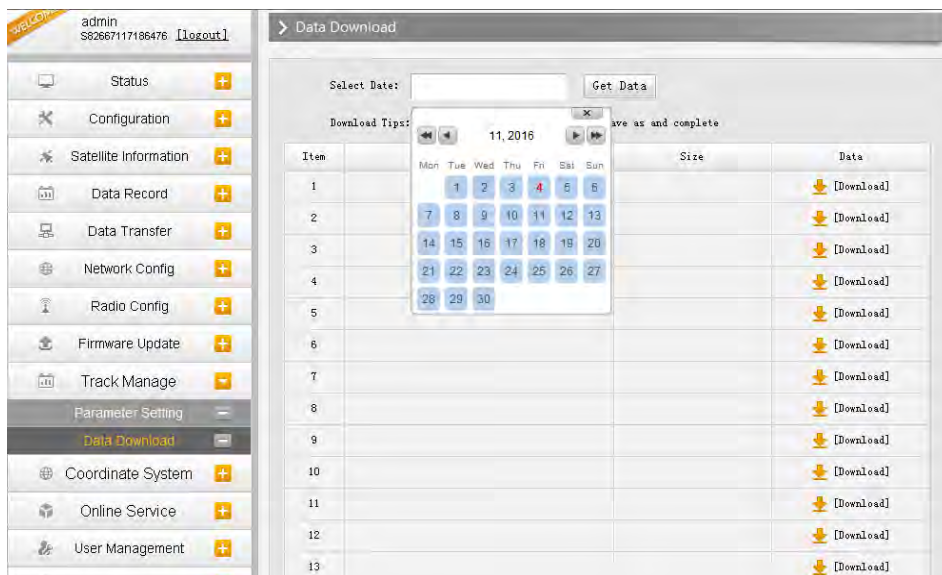 WELCOME
admin
S82667117186476 [logout]
Status
Configuration
Satellite Information
Data Record
Data Transfer
Network Config
Radio Config
Firmware Update
Track Manage
Parameter Setting
Data Download
Coordinate System
Online Service
User Management
Data Download
Select Date:
Get Data
Download Tips:
ave as and complete
11, 2016
Mon Tue Wed Thu Fri Sat Sun
1 2 3 4 5 6
7 8 9 10 11 12 13
14 15 16 17 18 19 20
21 22 23 24 25 26 27
28 29 30
Item Size Data
1 [Download]
2 [Download]
3 [Download]
4 [Download]
5 [Download]
6 [Download]
7 [Download]
8 [Download]
9 [Download]
10 [Download]
11 [Download]
12 [Download]
13 [Download]